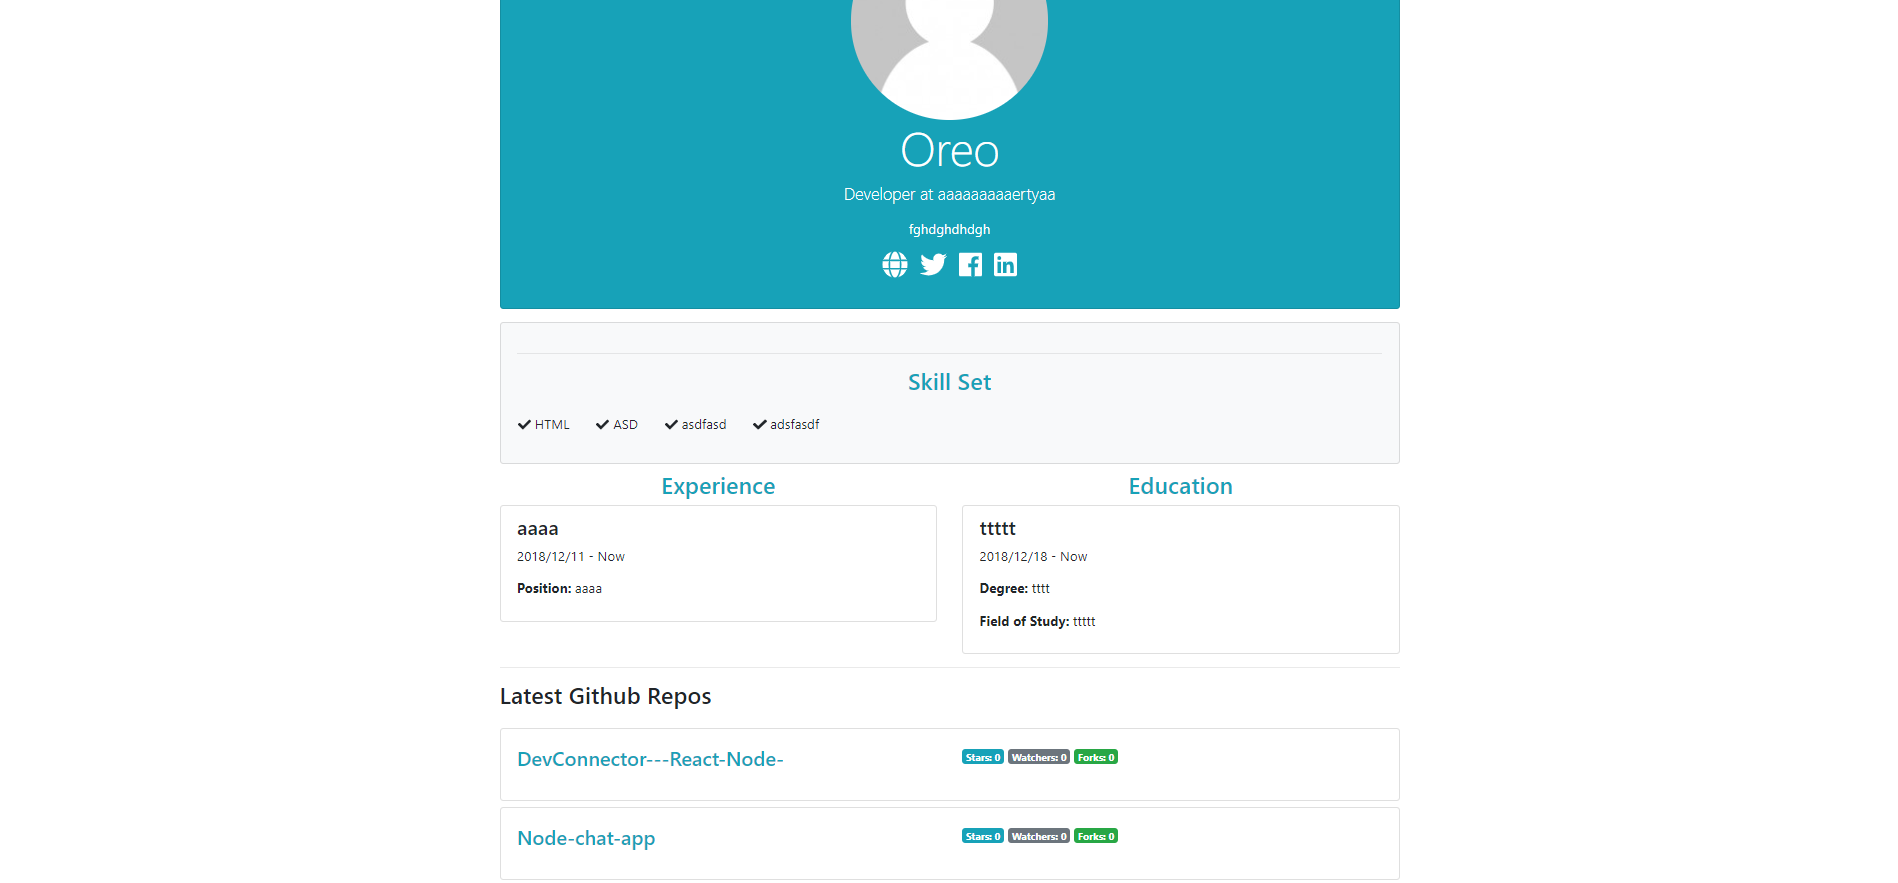 Oreo
Developer at aaaaaaaaaertyaa
fghdghdhdgh
Skill Set
HTML ASD asdfasd adsfasdf
Experience
aaaa
2018/12/11 - Now
Position: aaaa
Education
ttttt
2018/12/18 - Now
Degree: tttt
Field of Study: ttttt
Latest Github Repos
DevConnector---React-Node- Stars: 0 Watchers: 0 Forks: 0
Node-chat-app Stars: 0 Watchers: 0 Forks: 0